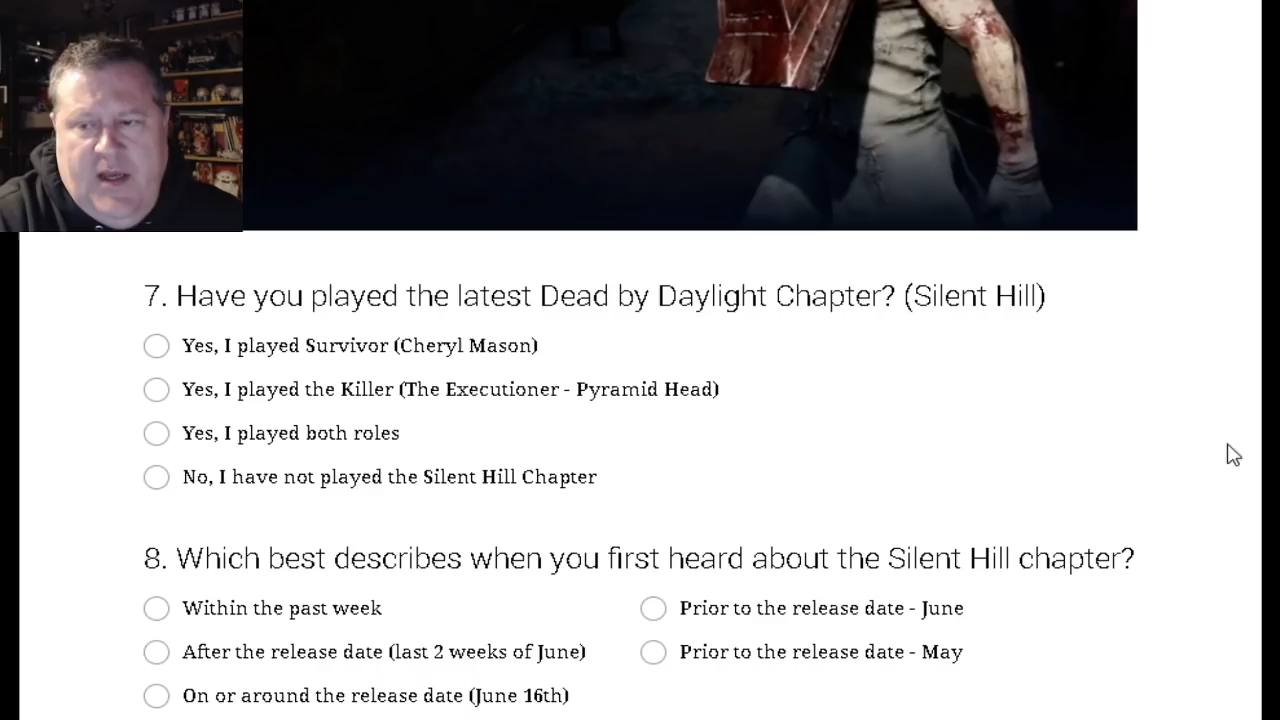 7. Have you played the latest Dead by Daylight Chapter? (Silent Hill)
Yes, I played Survivor (Cheryl Mason)
Yes, I played the Killer (The Executioner - Pyramid Head)
Yes, I played both roles
No, I have not played the Silent Hill Chapter
8. Which best describes when you first heard about the Silent Hill chapter?
Within the past week
Prior to the release date - June
After the release date (last 2 weeks of June)
Prior to the release date - May
On or around the release date (June 16th)